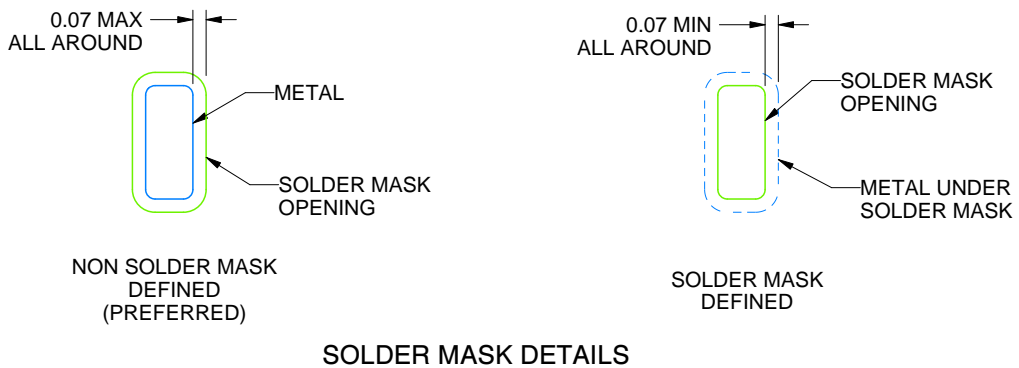 0.07 MAX
ALL AROUND
METAL
SOLDER MASK
OPENING
NON SOLDER MASK
DEFINED
(PREFERRED)
0.07 MIN
ALL AROUND
SOLDER MASK
OPENING
METAL UNDER
SOLDER MASK
SOLDER MASK
DEFINED
SOLDER MASK DETAILS